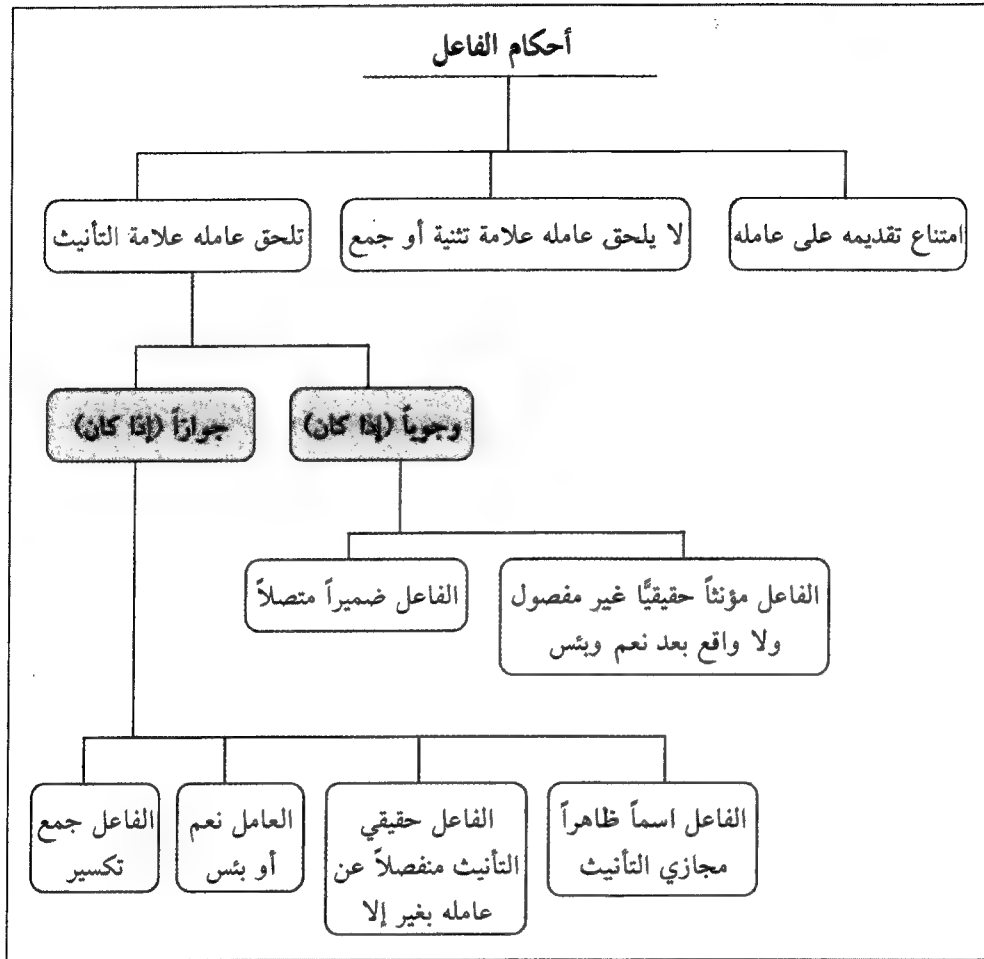 أحكام الفاعل
امتناع تقديمه على عامله
لا يلحق عامله علامة تثنية أو جمع
تلحق عامله علامة التأنيث
وجوباً (إذا كان)
جوازاً (إذا كان)
الفاعل مؤنثاً حقيقيًّا غير مفصول
ولا واقع بعد نعم وبئس
الفاعل ضميراً متصلاً
الفاعل اسماً ظاهراً
مجازي التأنيث
الفاعل حقيقي
التأنيث منفصلاً عن
عامله بغير إلا
العامل نعم
أو بئس
الفاعل جمع
تكسير